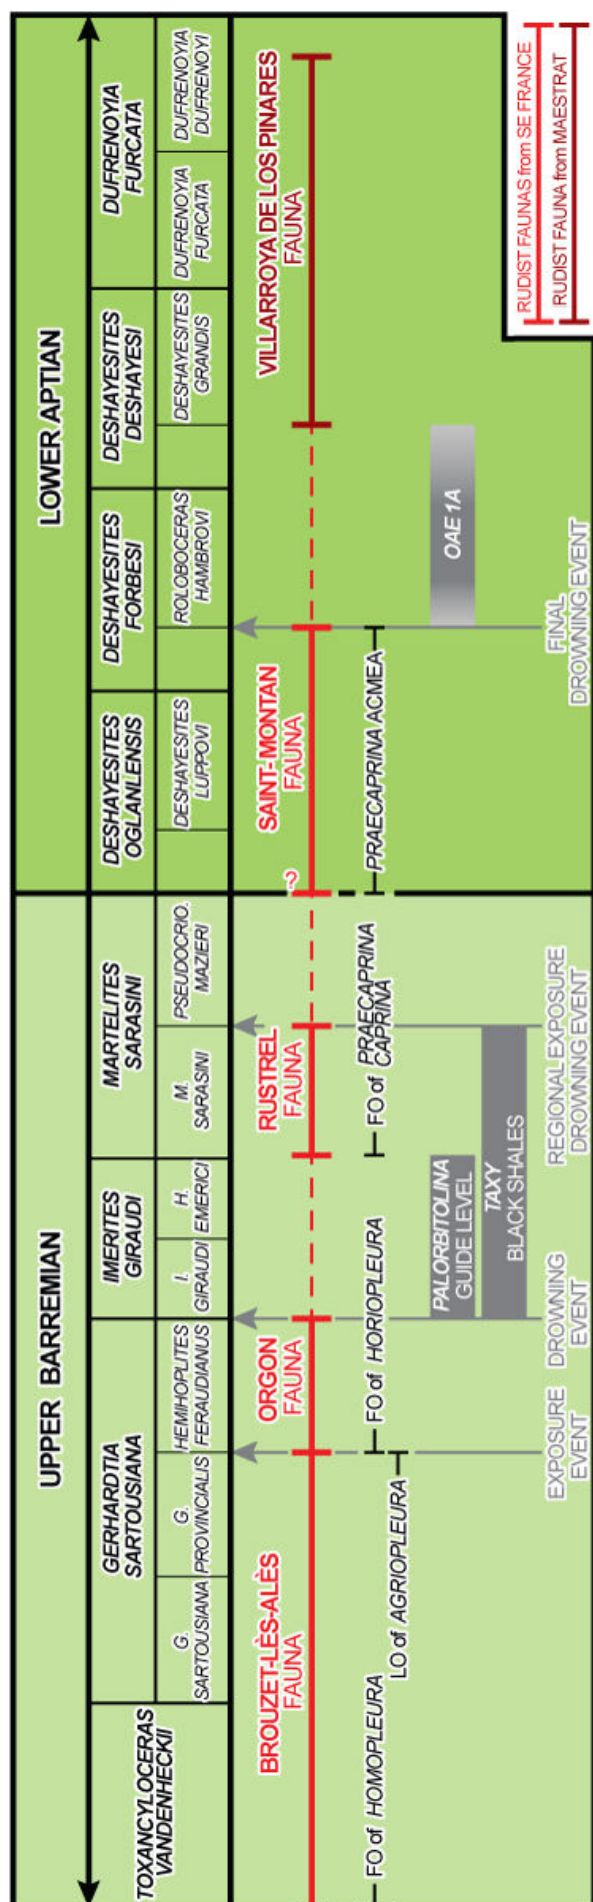 UPPER BARREMIAN
LOWER APTIAN
TOXANCYLOCERAS
VANDENHECKII
GERHARDTIA
SARTOUSIANA
IMERITES
GIRAUDI
MARTELITES
SARASINI
DESHAYESITES
OGLANLENSIS
DESHAYESITES
FORBESI
DESHAYESITES
DESHAYESI
DUFRENOYIA
FURCATA
G.
SARTOUSIANA
G.
PROVINCIALIS
HEMIHOPLITES
FERAUDIANUS
I.
GIRAUDI
H.
EMERICI
M.
SARASINI
PSEUDOCRIO.
MAZIERI
DESHAYESITES
LUPPOVI
ROLOBOCERAS
HAMBROVI
DESHAYESITES
GRANDIS
DUFRENOYIA
FURCATA
DUFRENOYIA
DUFRENOYI
BROUZET-LÈS-ALÈS
FAUNA
ORGON
FAUNA
RUSTREL
FAUNA
?
SAINT-MONTAN
FAUNA
VILLARROYA DE LOS PINARES
FAUNA
FO of HOMOPLEURA
LO of AGRIOPLEURA
FO of HORIOPLEURA
FO of PRAECAPRINA
CAPRINA
PRAECAPRINA ACMEA
PALORBITOLINA
GUIDE LEVEL
TAXY
BLACK SHALES
OAE 1A
EXPOSURE
EVENT
DROWNING
EVENT
REGIONAL EXPOSURE
DROWNING EVENT
FINAL
DROWNING EVENT
RUDIST FAUNAS from SE FRANCE
RUDIST FAUNA from MAESTRAT